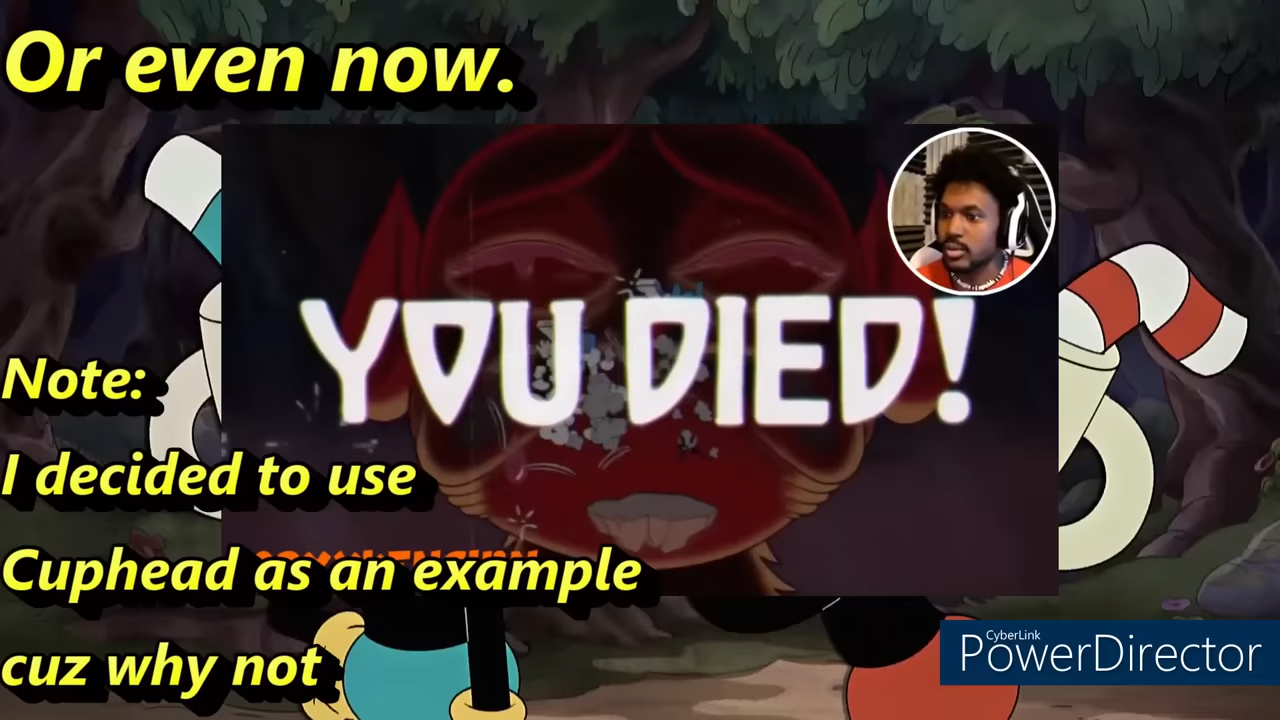 Or even now.
YOU DIED!
Note:
I decided to use
Cuphead as an example
cuz why not
CyberLink
PowerDirector